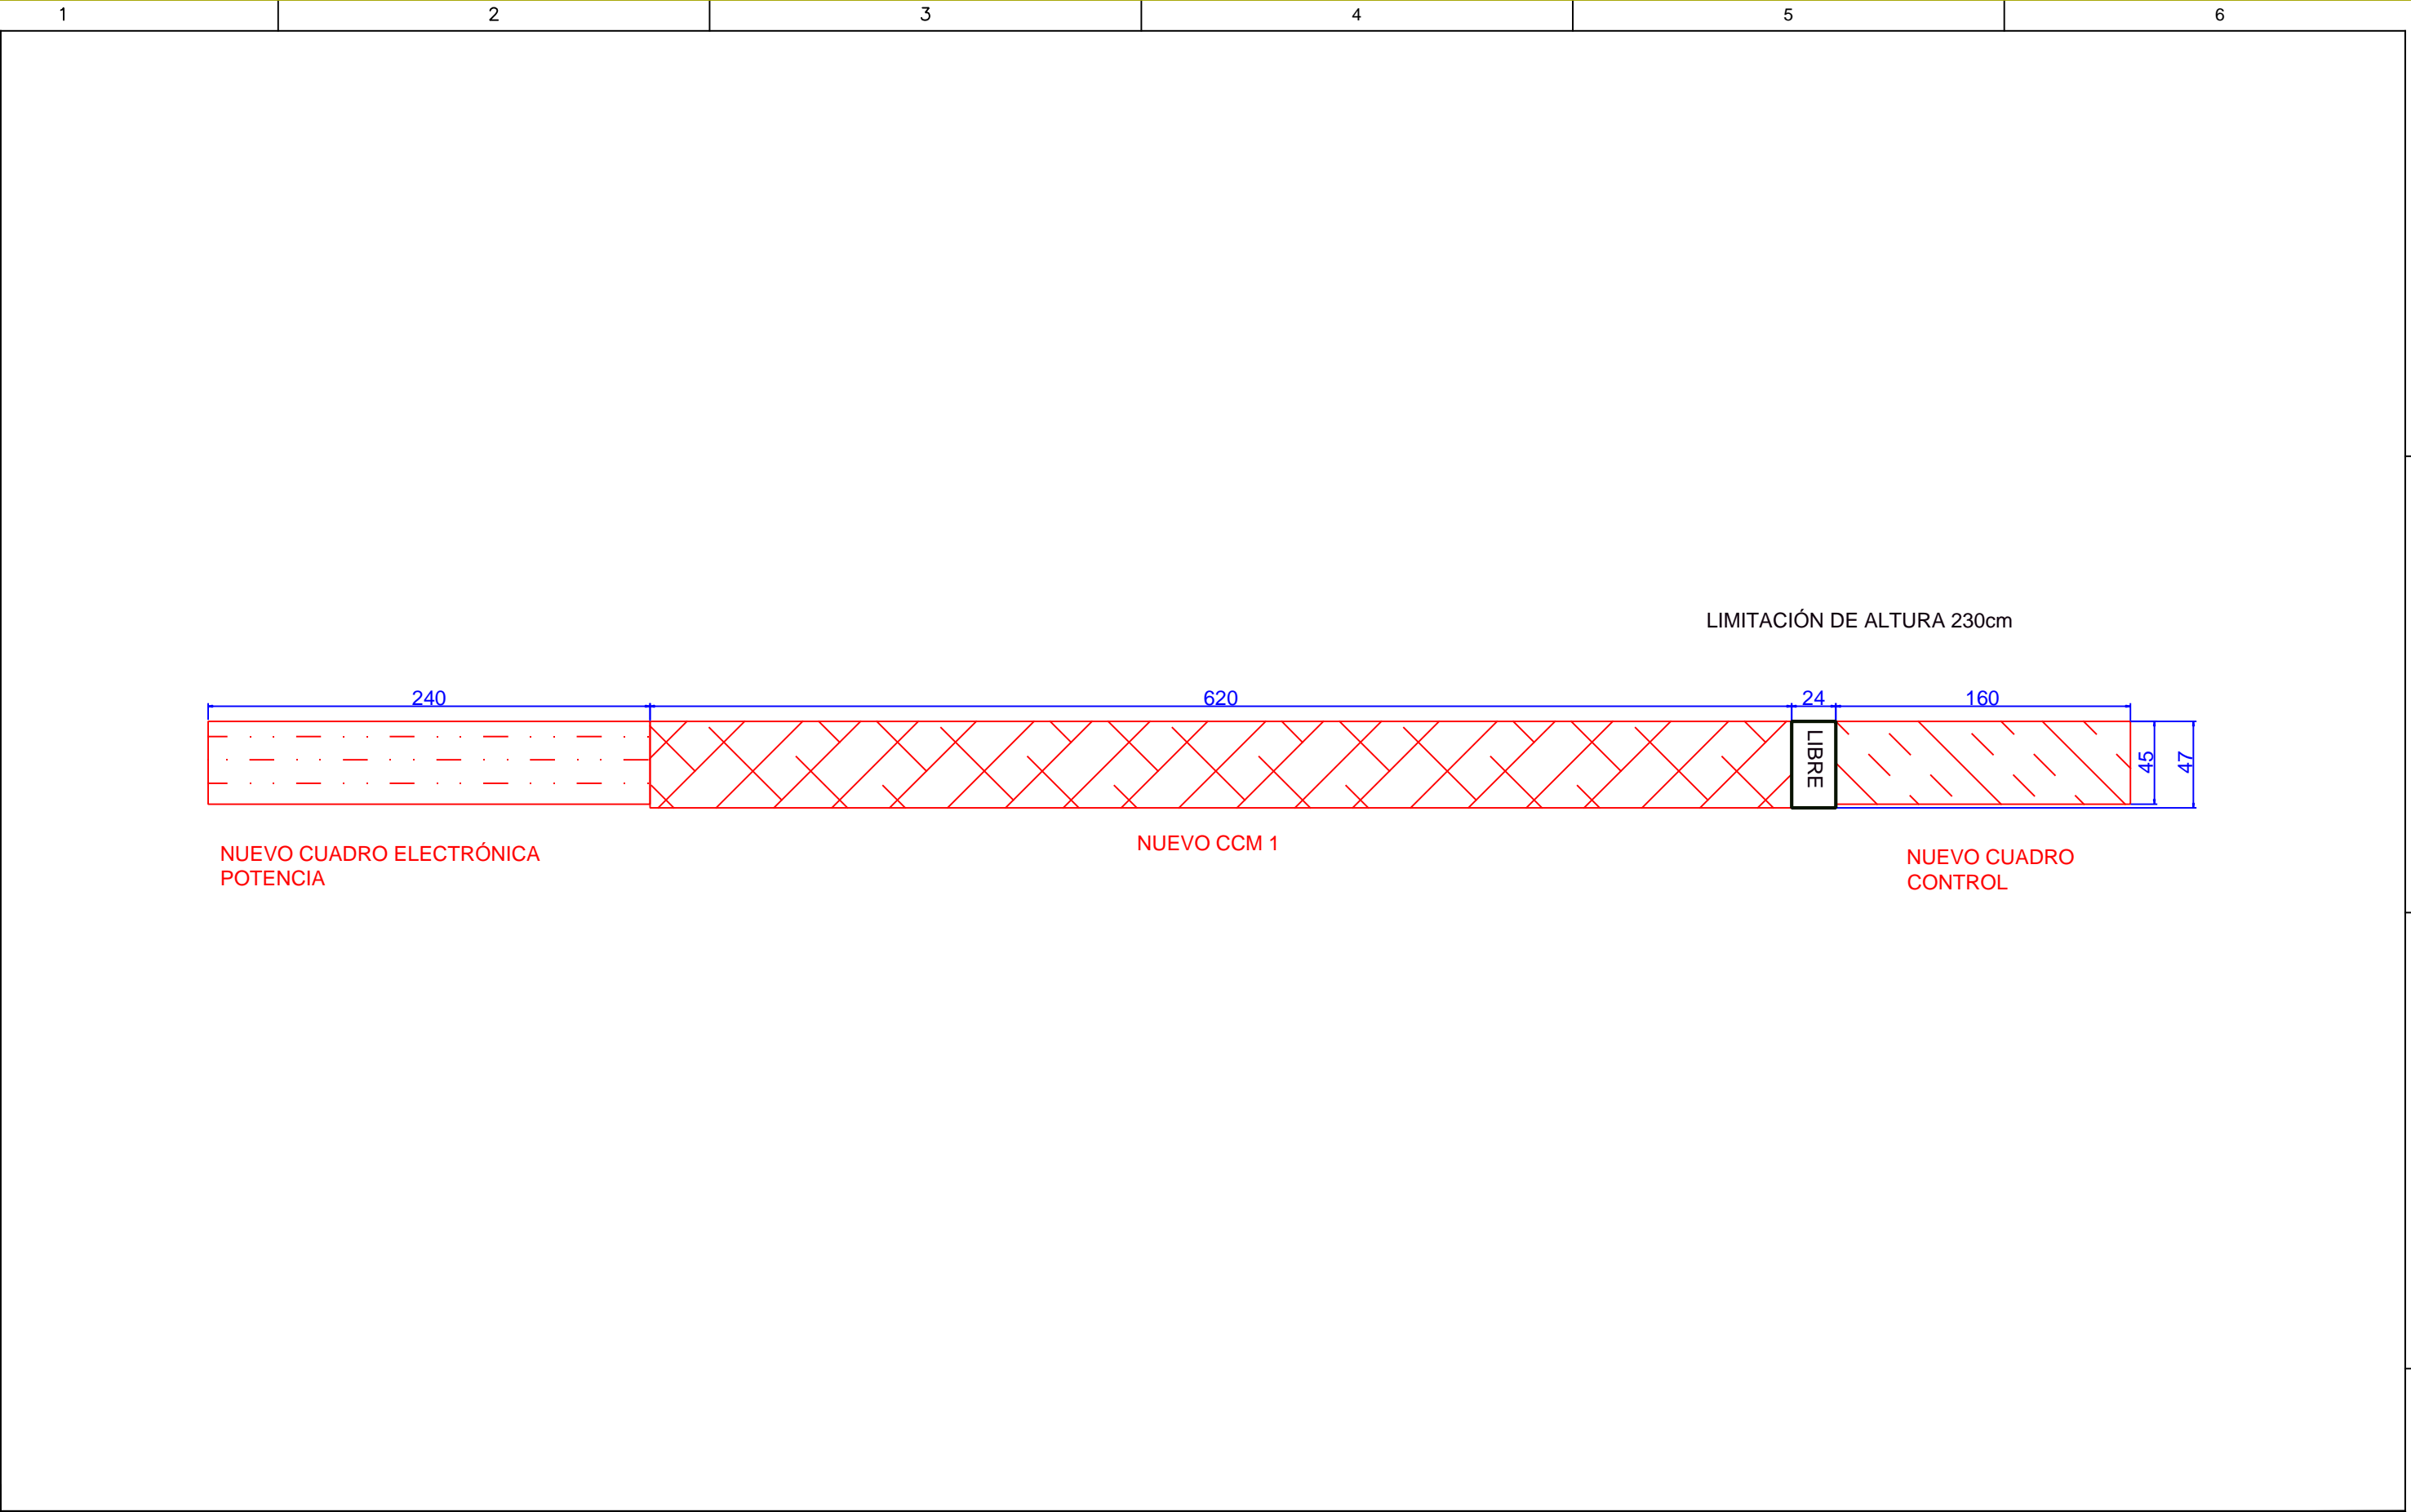 1 2 3 4 5 6
LIMITACIÓN DE ALTURA 230cm
240 620 24 160
LIBRE
45 47
NUEVO CUADRO ELECTRÓNICA
POTENCIA
NUEVO CCM 1
NUEVO CUADRO
CONTROL